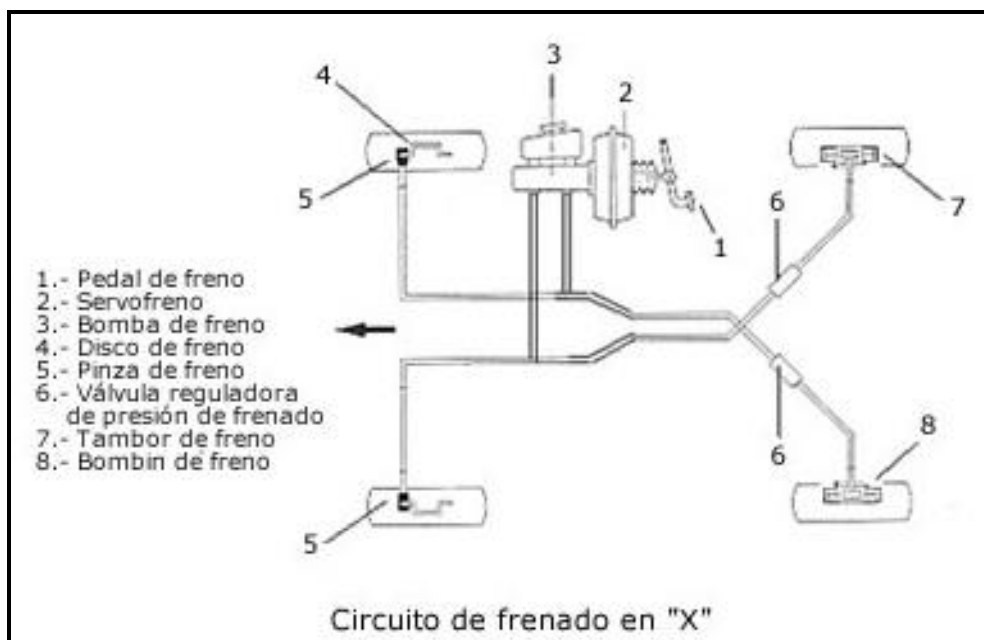 3
4
2
5
6
7
1
1.- Pedal de freno
2.- Servofreno
3.- Bomba de freno
4.- Disco de freno
5.- Pinza de freno
6.- Válvula reguladora
de presión de frenado
7.- Tambor de freno
8.- Bombin de freno
6
8
5
Circuito de frenado en "X"